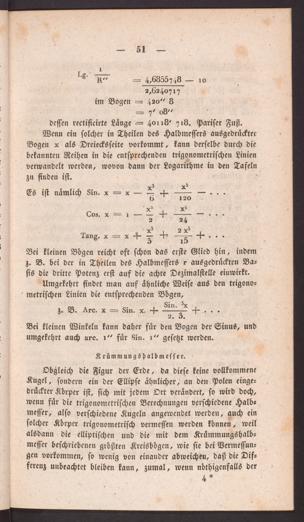 — 51 —
Lg. 1/R″ = 4,6855748 — 10
2,6240717
im Bogen = 420″ 8
= 7′ 08″
dessen rectificirte Länge = 40118′ 718. Pariser Fuß.
Wenn ein solcher in Theilen des Halbmessers ausgedrückter
Bogen x als Dreiecksseite vorkommt, kann derselbe durch die
bekannten Reihen in die entsprechenden trigonometrischen Linien
verwandelt werden, wovon dann der Logarithme in den Tafeln
zu finden ist.
Es ist nämlich Sin. x = x — x³/6 + x⁵/120 — . . .
Cos. x = 1 — x²/2 + x⁴/24 — . . .
Tang. x = x + x³/3 + 2 x⁵/15 + . . .
Bei kleinen Bögen reicht oft schon das erste Glied hin, indem
z. B. bei der in Theilen des Halbmessers r ausgedrückten Ba-
sis die dritte Potenz erst auf die achte Dezimalstelle einwirkt.
Umgekehrt findet man auf ähnliche Weise aus den trigono-
metrischen Linien die entsprechenden Bögen,
z. B. Arc. x = Sin. x + Sin. ³x/2. 3. + . . .
Bei kleinen Winkeln kann daher für den Bogen der Sinus, und
umgekehrt auch arc. 1″ für Sin. 1″ gesetzt werden.
Krümmungshalbmesser.
Obgleich die Figur der Erde, da diese keine vollkommene
Kugel, sondern ein der Ellipse ähnlicher, an den Polen einge-
drückter Körper ist, sich mit jedem Ort verändert, so wird doch,
wenn für die trigonometrischen Berechnungen verschiedene Halb-
messer, also verschiedene Kugeln angewendet werden, auch ein
solcher Körper trigonometrisch vermessen werden können, weil
alsdann die elliptischen und die mit dem Krümmungshalb-
messer beschriebenen größten Kreisbögen, wie sie bei Vermessun-
gen vorkommen, so wenig von einander abweichen, daß die Dif-
ferenz unbeachtet bleiben kann, zumal, wenn nöthigenfalls der
4*